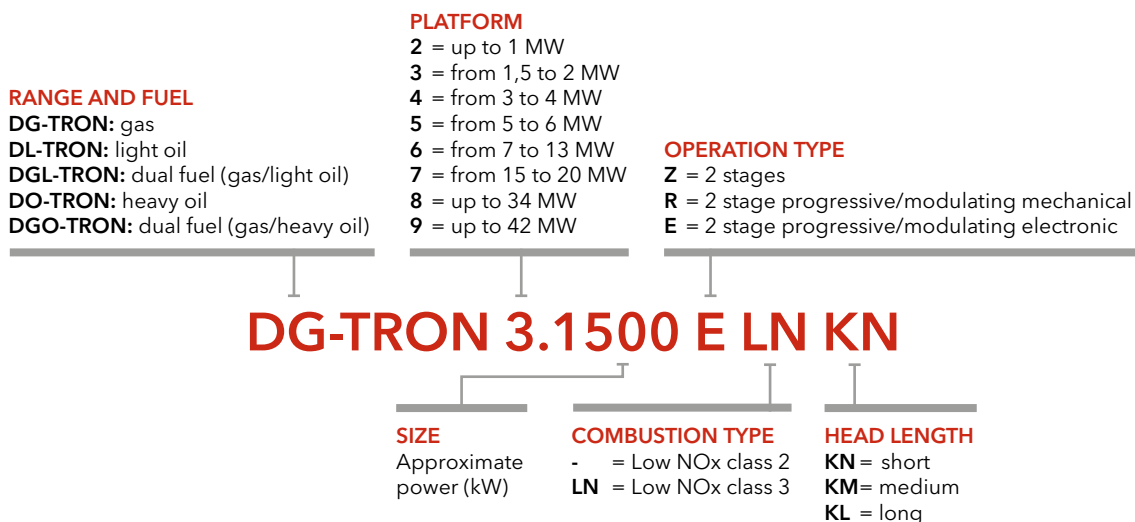 PLATFORM
2 = up to 1 MW
3 = from 1,5 to 2 MW
4 = from 3 to 4 MW
5 = from 5 to 6 MW
6 = from 7 to 13 MW
7 = from 15 to 20 MW
8 = up to 34 MW
9 = up to 42 MW
RANGE AND FUEL
DG-TRON: gas
DL-TRON: light oil
DGL-TRON: dual fuel (gas/light oil)
DO-TRON: heavy oil
DGO-TRON: dual fuel (gas/heavy oil)
OPERATION TYPE
Z = 2 stages
R = 2 stage progressive/modulating mechanical
E = 2 stage progressive/modulating electronic
DG-TRON 3.1500 E LN KN
SIZE
Approximate
power (kW)
COMBUSTION TYPE
- = Low NOx class 2
LN = Low NOx class 3
HEAD LENGTH
KN = short
KM= medium
KL = long